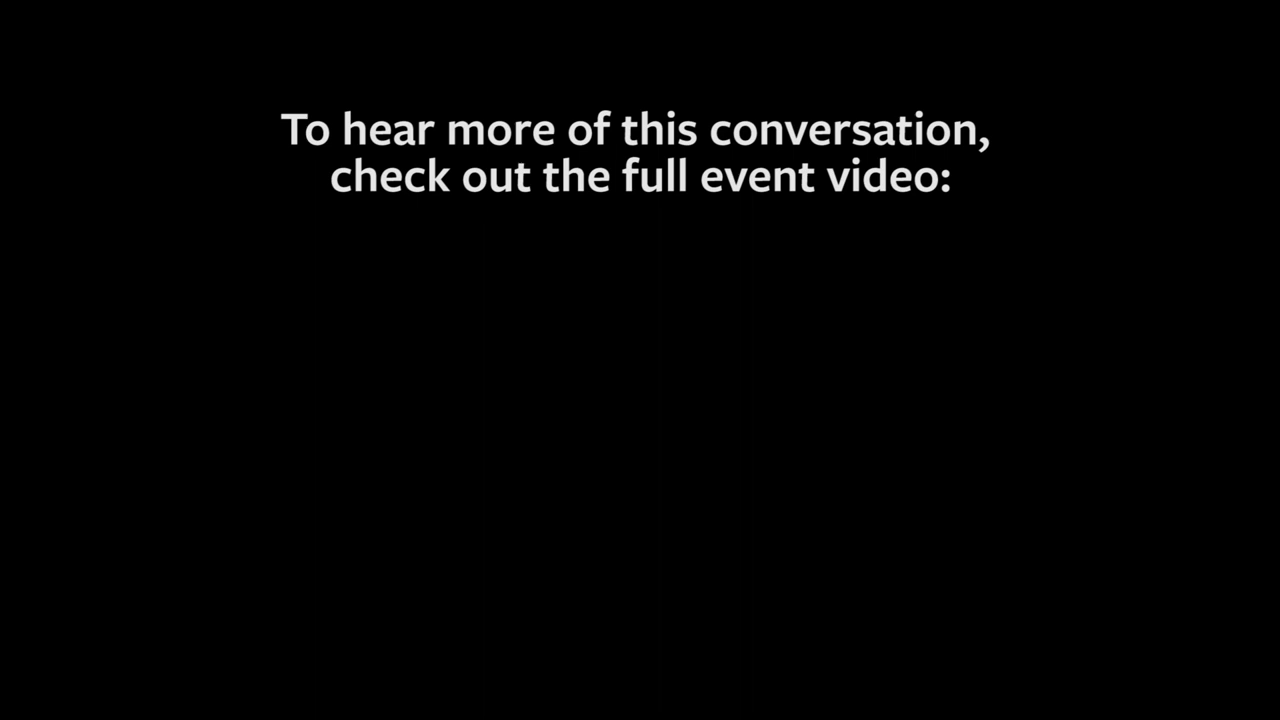 To hear more of this conversation,
check out the full event video: